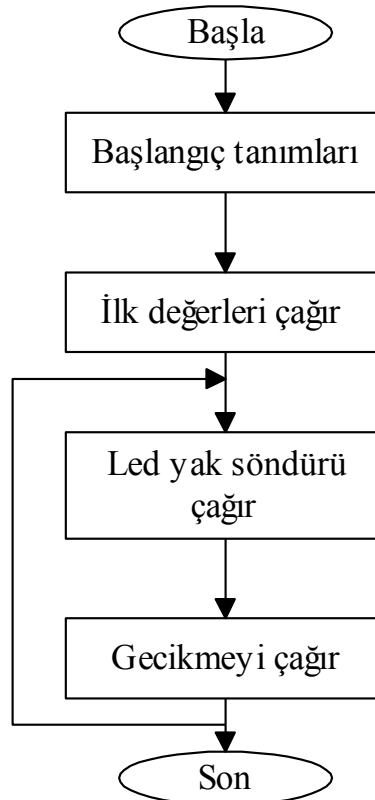 Başla
Başlangıç tanımları
İlk değerleri çağır
Led yak söndürü
çağır
Gecikmeyi çağır
Son